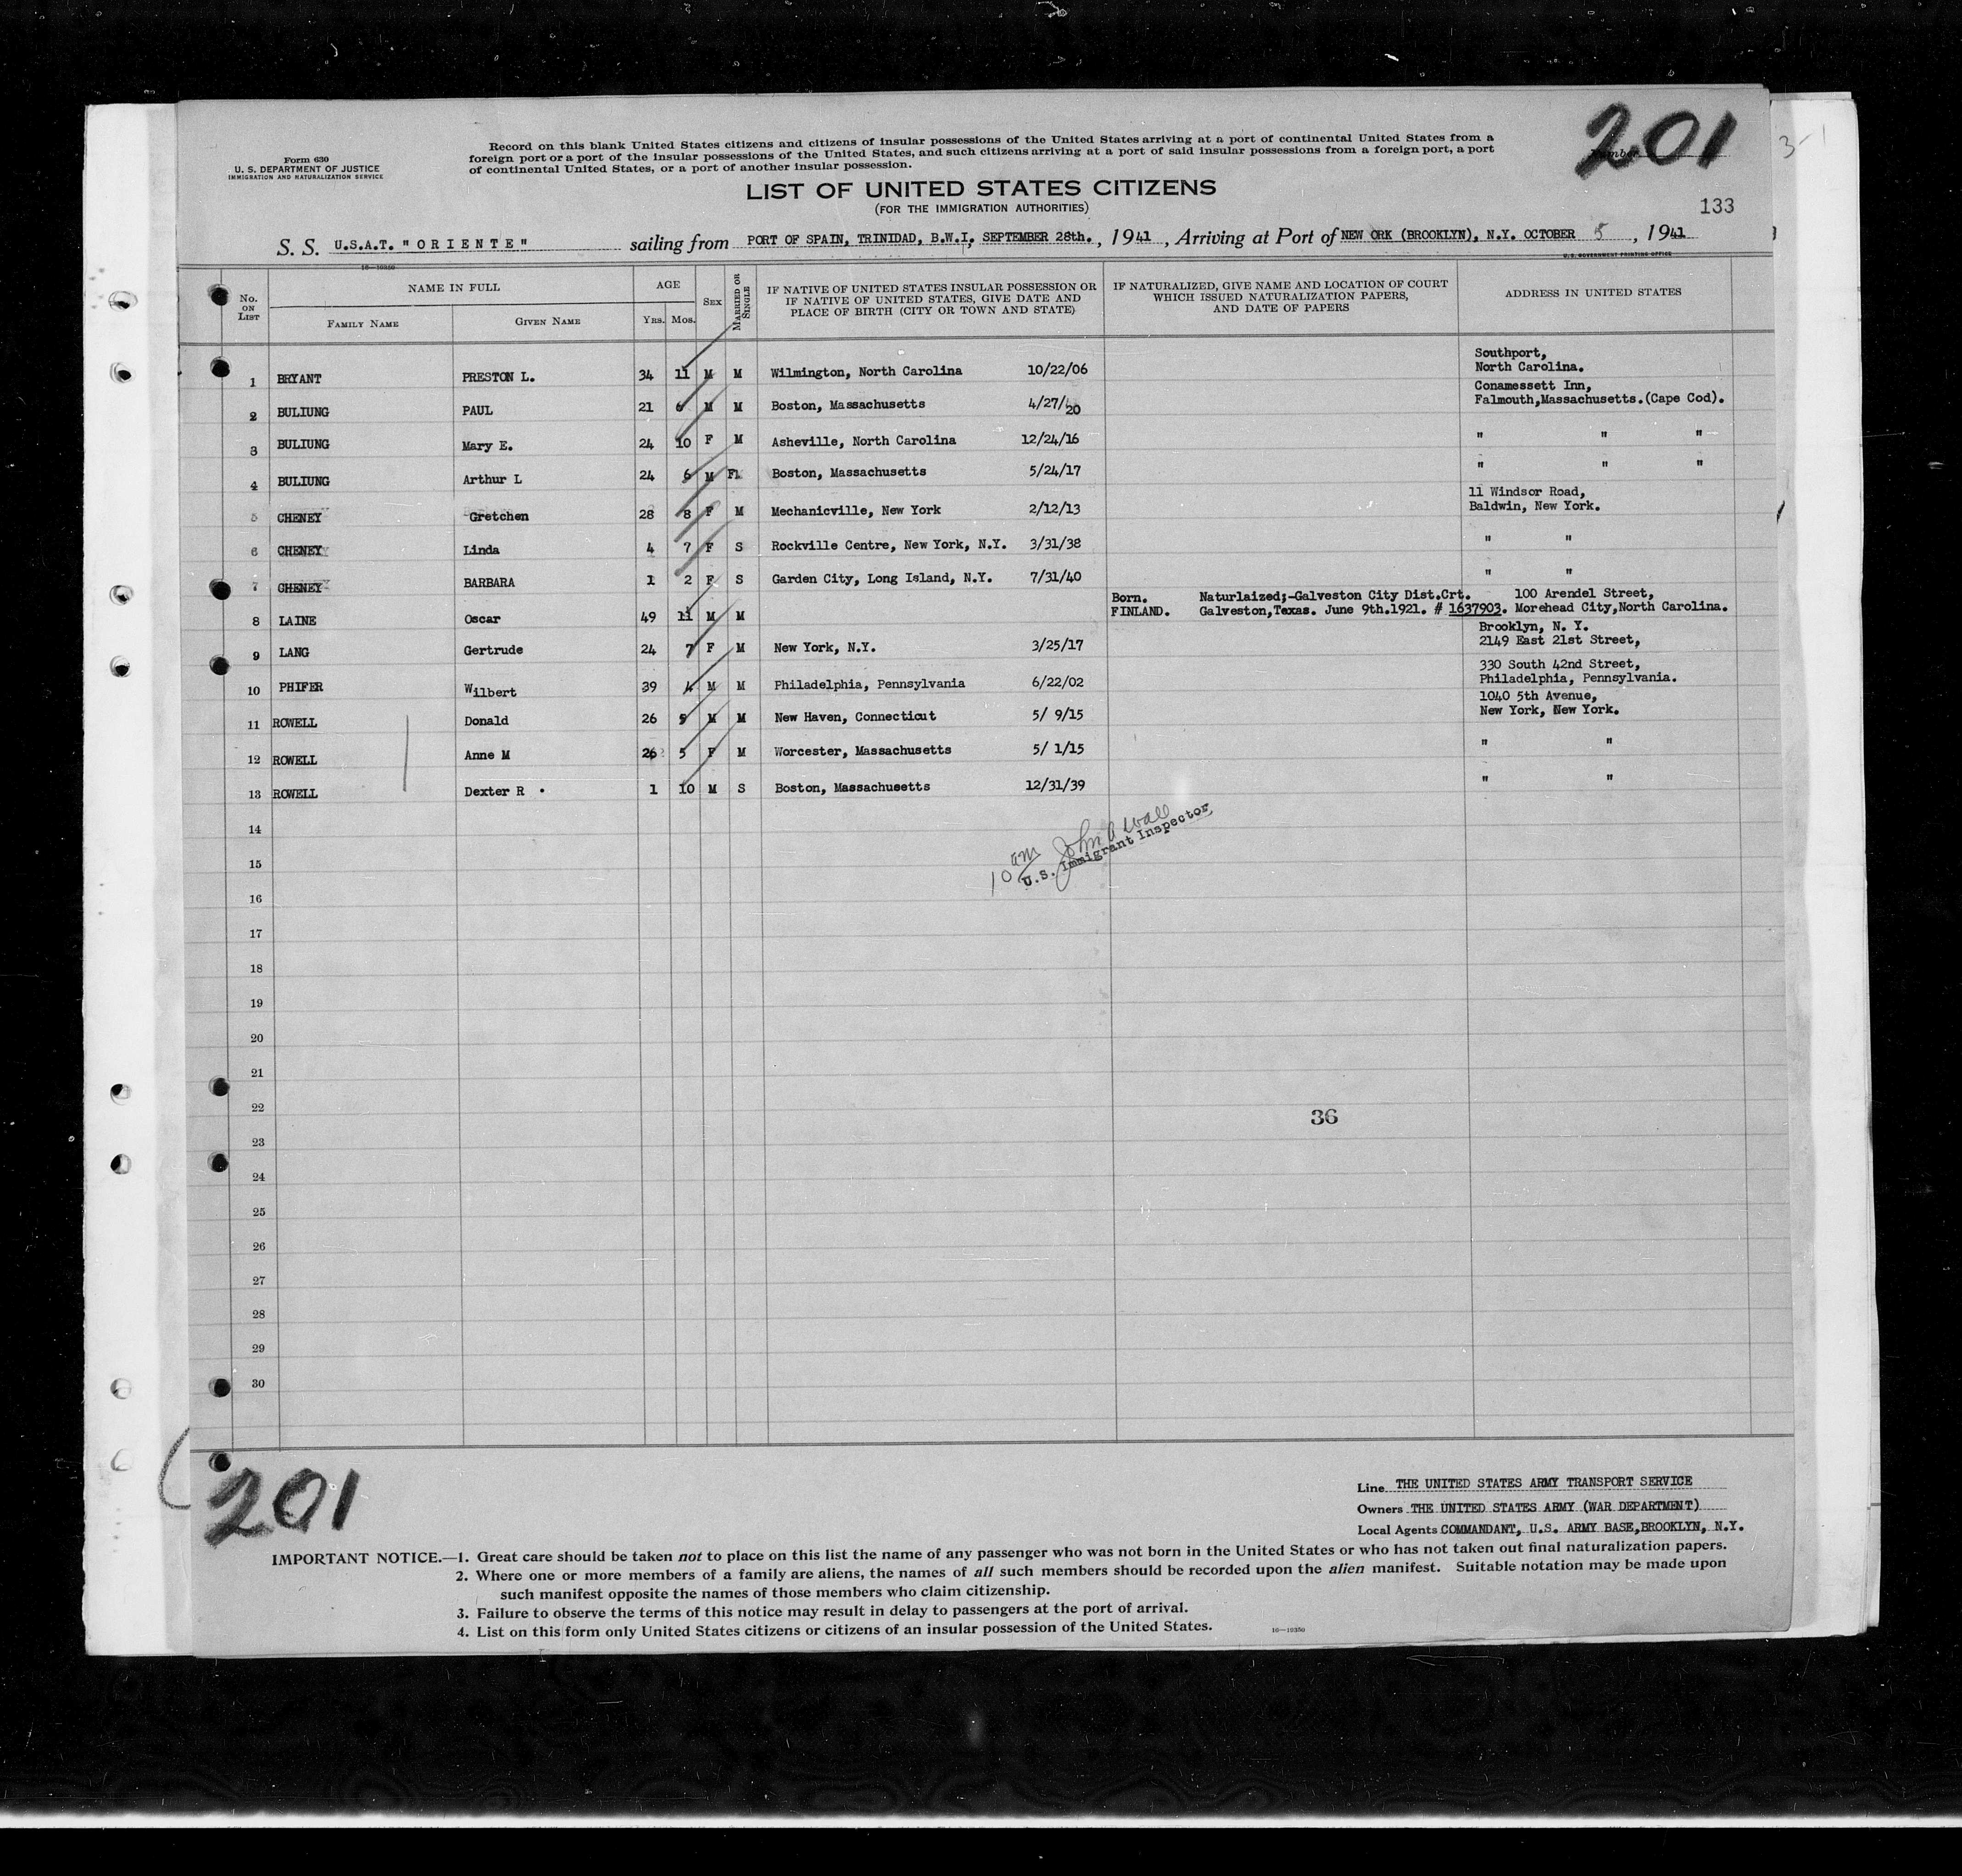 201
3-1
Form 630
U. S. DEPARTMENT OF JUSTICE
IMMIGRATION AND NATURALIZATION SERVICE
Record on this blank United States citizens and citizens of insular possessions of the United States arriving at a port of continental United States from a
foreign port or a port of the insular possessions of the United States, and such citizens arriving at a port of said insular possessions from a foreign port, a port
of continental United States, or a port of another insular possession.
Number
LIST OF UNITED STATES CITIZENS
(FOR THE IMMIGRATION AUTHORITIES)
133
S. S. U.S.A.T. "ORIENTE" sailing from PORT OF SPAIN, TRINIDAD, B.W.I, SEPTEMBER 28th., 1941, Arriving at Port of NEW ORK (BROOKLYN), N.Y. OCTOBER 5, 1941
16—10350
U. S. GOVERNMENT PRINTING OFFICE
No. ON LIST NAME IN FULL FAMILY NAME GIVEN NAME AGE YRS. MOS. SEX MARRIED OR SINGLE IF NATIVE OF UNITED STATES INSULAR POSSESSION OR IF NATIVE OF UNITED STATES, GIVE DATE AND PLACE OF BIRTH (CITY OR TOWN AND STATE) IF NATURALIZED, GIVE NAME AND LOCATION OF COURT WHICH ISSUED NATURALIZATION PAPERS, AND DATE OF PAPERS ADDRESS IN UNITED STATES
1 BRYANT PRESTON L. 34 11 M M Wilmington, North Carolina 10/22/06 Southport, North Carolina.
2 BULIUNG PAUL 21 6 M M Boston, Massachusetts 4/27/20 Conamessett Inn, Falmouth,Massachusetts.(Cape Cod).
3 BULIUNG Mary E. 24 10 F M Asheville, North Carolina 12/24/16 " " "
4 BULIUNG Arthur L 24 6 M Boston, Massachusetts 5/24/17 " " "
5 CHENEY Gretchen 28 8 F M Mechanicville, New York 2/12/13 11 Windsor Road, Baldwin, New York.
6 CHENEY Linda 4 7 F S Rockville Centre, New York, N.Y. 3/31/38 " "
7 CHENEY BARBARA 1 2 F S Garden City, Long Island, N.Y. 7/31/40 " "
8 LAINE Oscar 49 11 M M Born. FINLAND. Naturlaized;-Galveston City Dist.Crt. Galveston,Texas. June 9th.1921. # 1637903. 100 Arendel Street, Morehead City,North Carolina.
9 LANG Gertrude 24 7 F M New York, N.Y. 3/25/17 Brooklyn, N. Y. 2149 East 21st Street,
10 PHIFER Wilbert 39 4 M M Philadelphia, Pennsylvania 6/22/02 330 South 42nd Street, Philadelphia, Pennsylvania.
11 ROWELL Donald 26 5 M M New Haven, Connecticut 5/ 9/15 1040 5th Avenue, New York, New York.
12 ROWELL Anne M 26 5 F M Worcester, Massachusetts 5/ 1/15 " "
13 ROWELL Dexter R . 1 10 M S Boston, Massachusetts 12/31/39 " "
14
10 am John A Wall
U.S. Immigrant Inspector
15
16
17
18
19
20
21
22
36
23
24
25
26
27
28
29
30
201
Line THE UNITED STATES ARMY TRANSPORT SERVICE
Owners THE UNITED STATES ARMY (WAR DEPARTMENT)
Local Agents COMMANDANT, U.S. ARMY BASE,BROOKLYN, N.Y.
IMPORTANT NOTICE.—1. Great care should be taken not to place on this list the name of any passenger who was not born in the United States or who has not taken out final naturalization papers.
2. Where one or more members of a family are aliens, the names of all such members should be recorded upon the alien manifest. Suitable notation may be made upon
such manifest opposite the names of those members who claim citizenship.
3. Failure to observe the terms of this notice may result in delay to passengers at the port of arrival.
4. List on this form only United States citizens or citizens of an insular possession of the United States.
16—10350